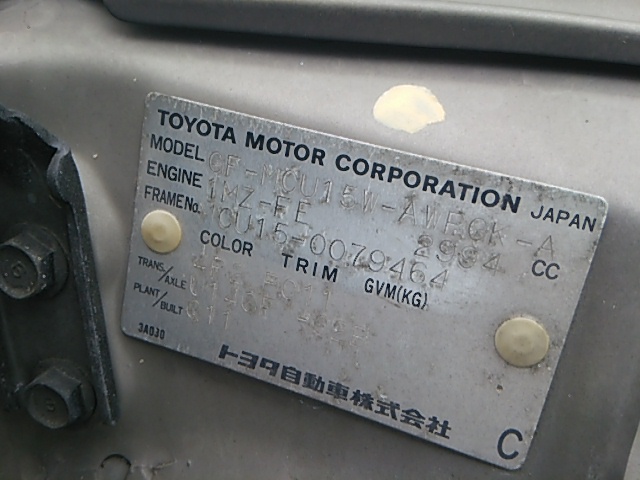 TOYOTA MOTOR CORPORATION JAPAN
MODEL GF-MCU15W-AWPGK-A
ENGINE 1MZ-FE 2994 CC
FRAME No. MCU15-0079464
COLOR TRIM GVM(KG)
TRANS./AXLE
PLANT/BUILT
3A030
トヨタ自動車株式会社
C